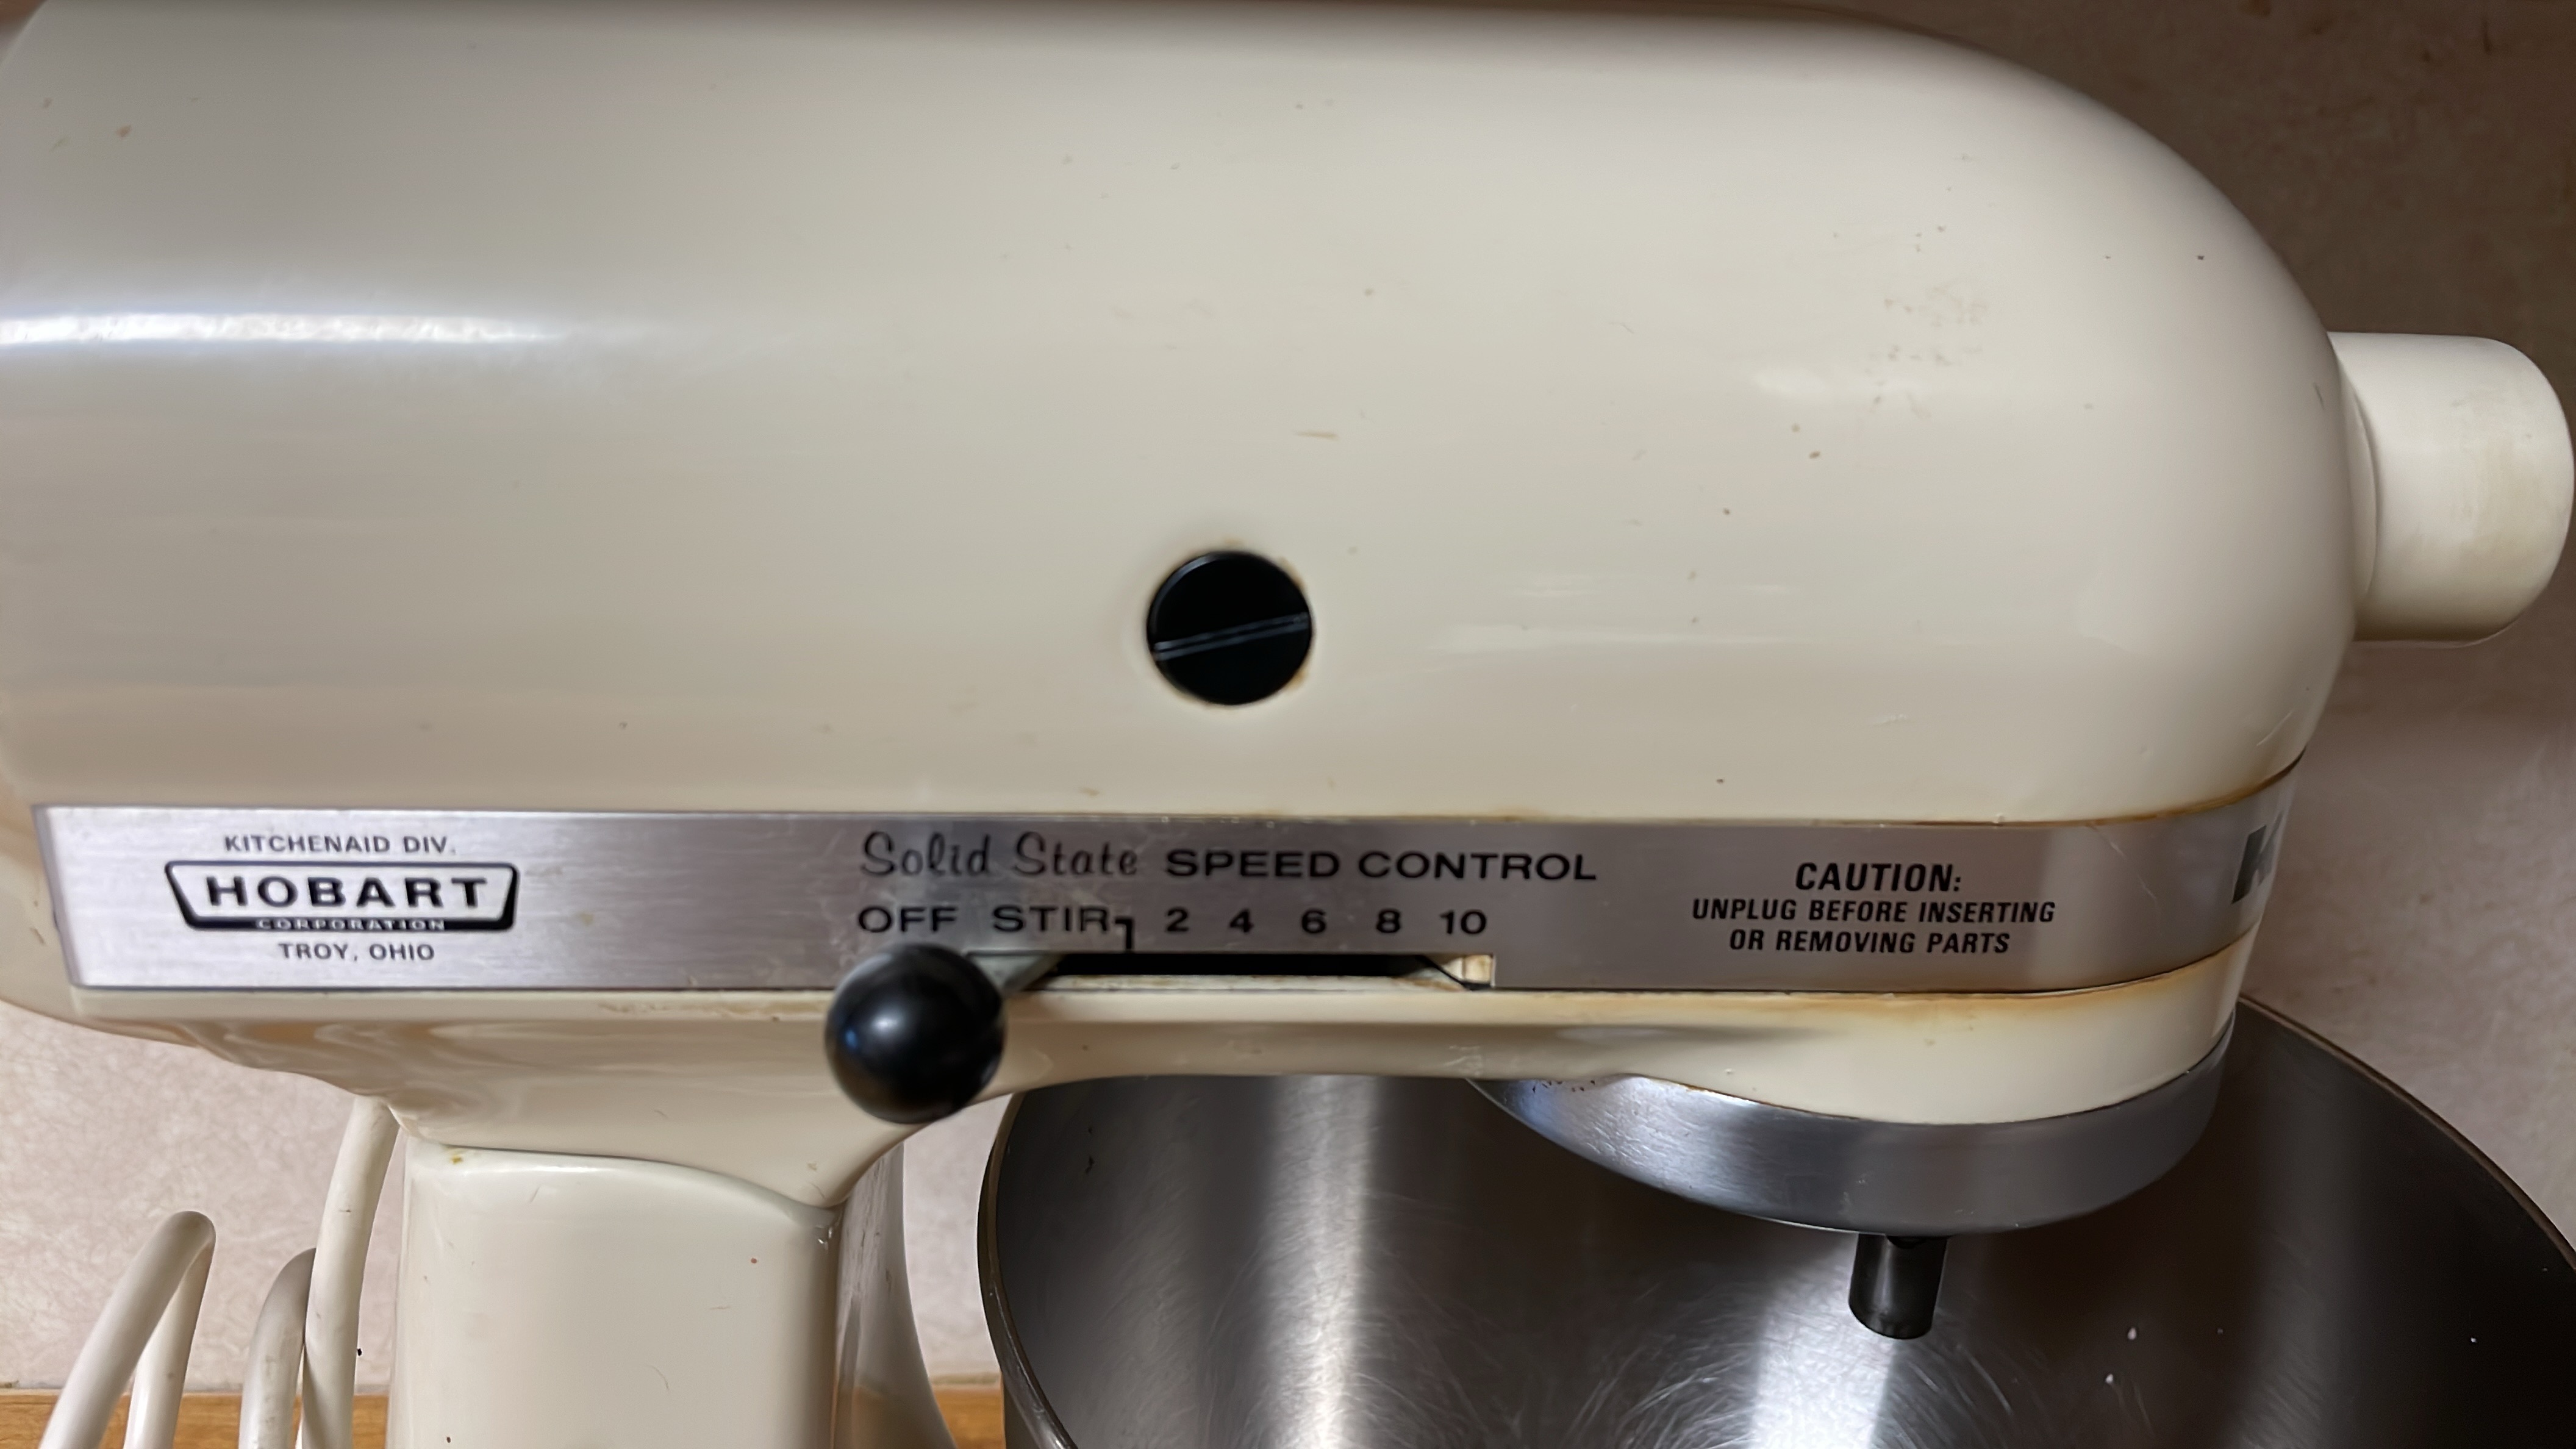 KITCHENAID DIV.
HOBART
CORPORATION
TROY, OHIO
Solid State SPEED CONTROL
OFF STIR 2 4 6 8 10
CAUTION:
UNPLUG BEFORE INSERTING
OR REMOVING PARTS
K